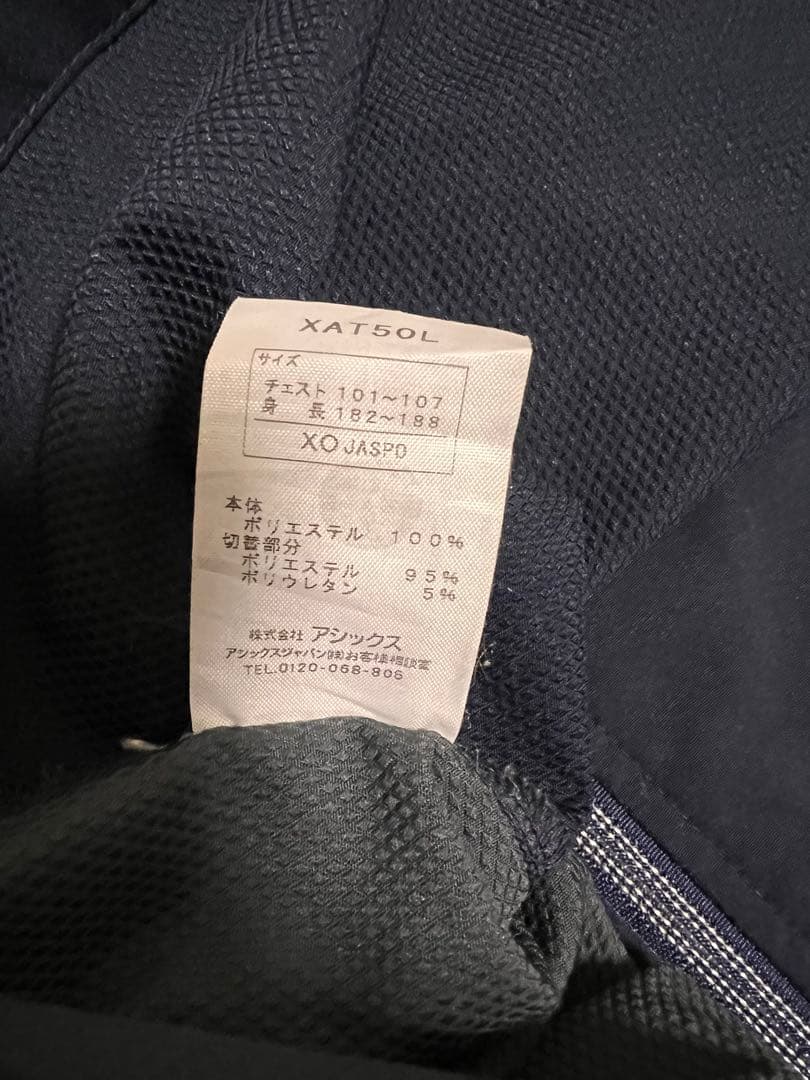 XAT50L
サイズ
チェスト 101〜107
身 長 182〜188
XO JASPO
本体
ポリエステル 100%
切替部分
ポリエステル 95%
ポリウレタン 5%
株式会社 アシックス
アシックスジャパン(株)お客様相談室
TEL.0120-068-806